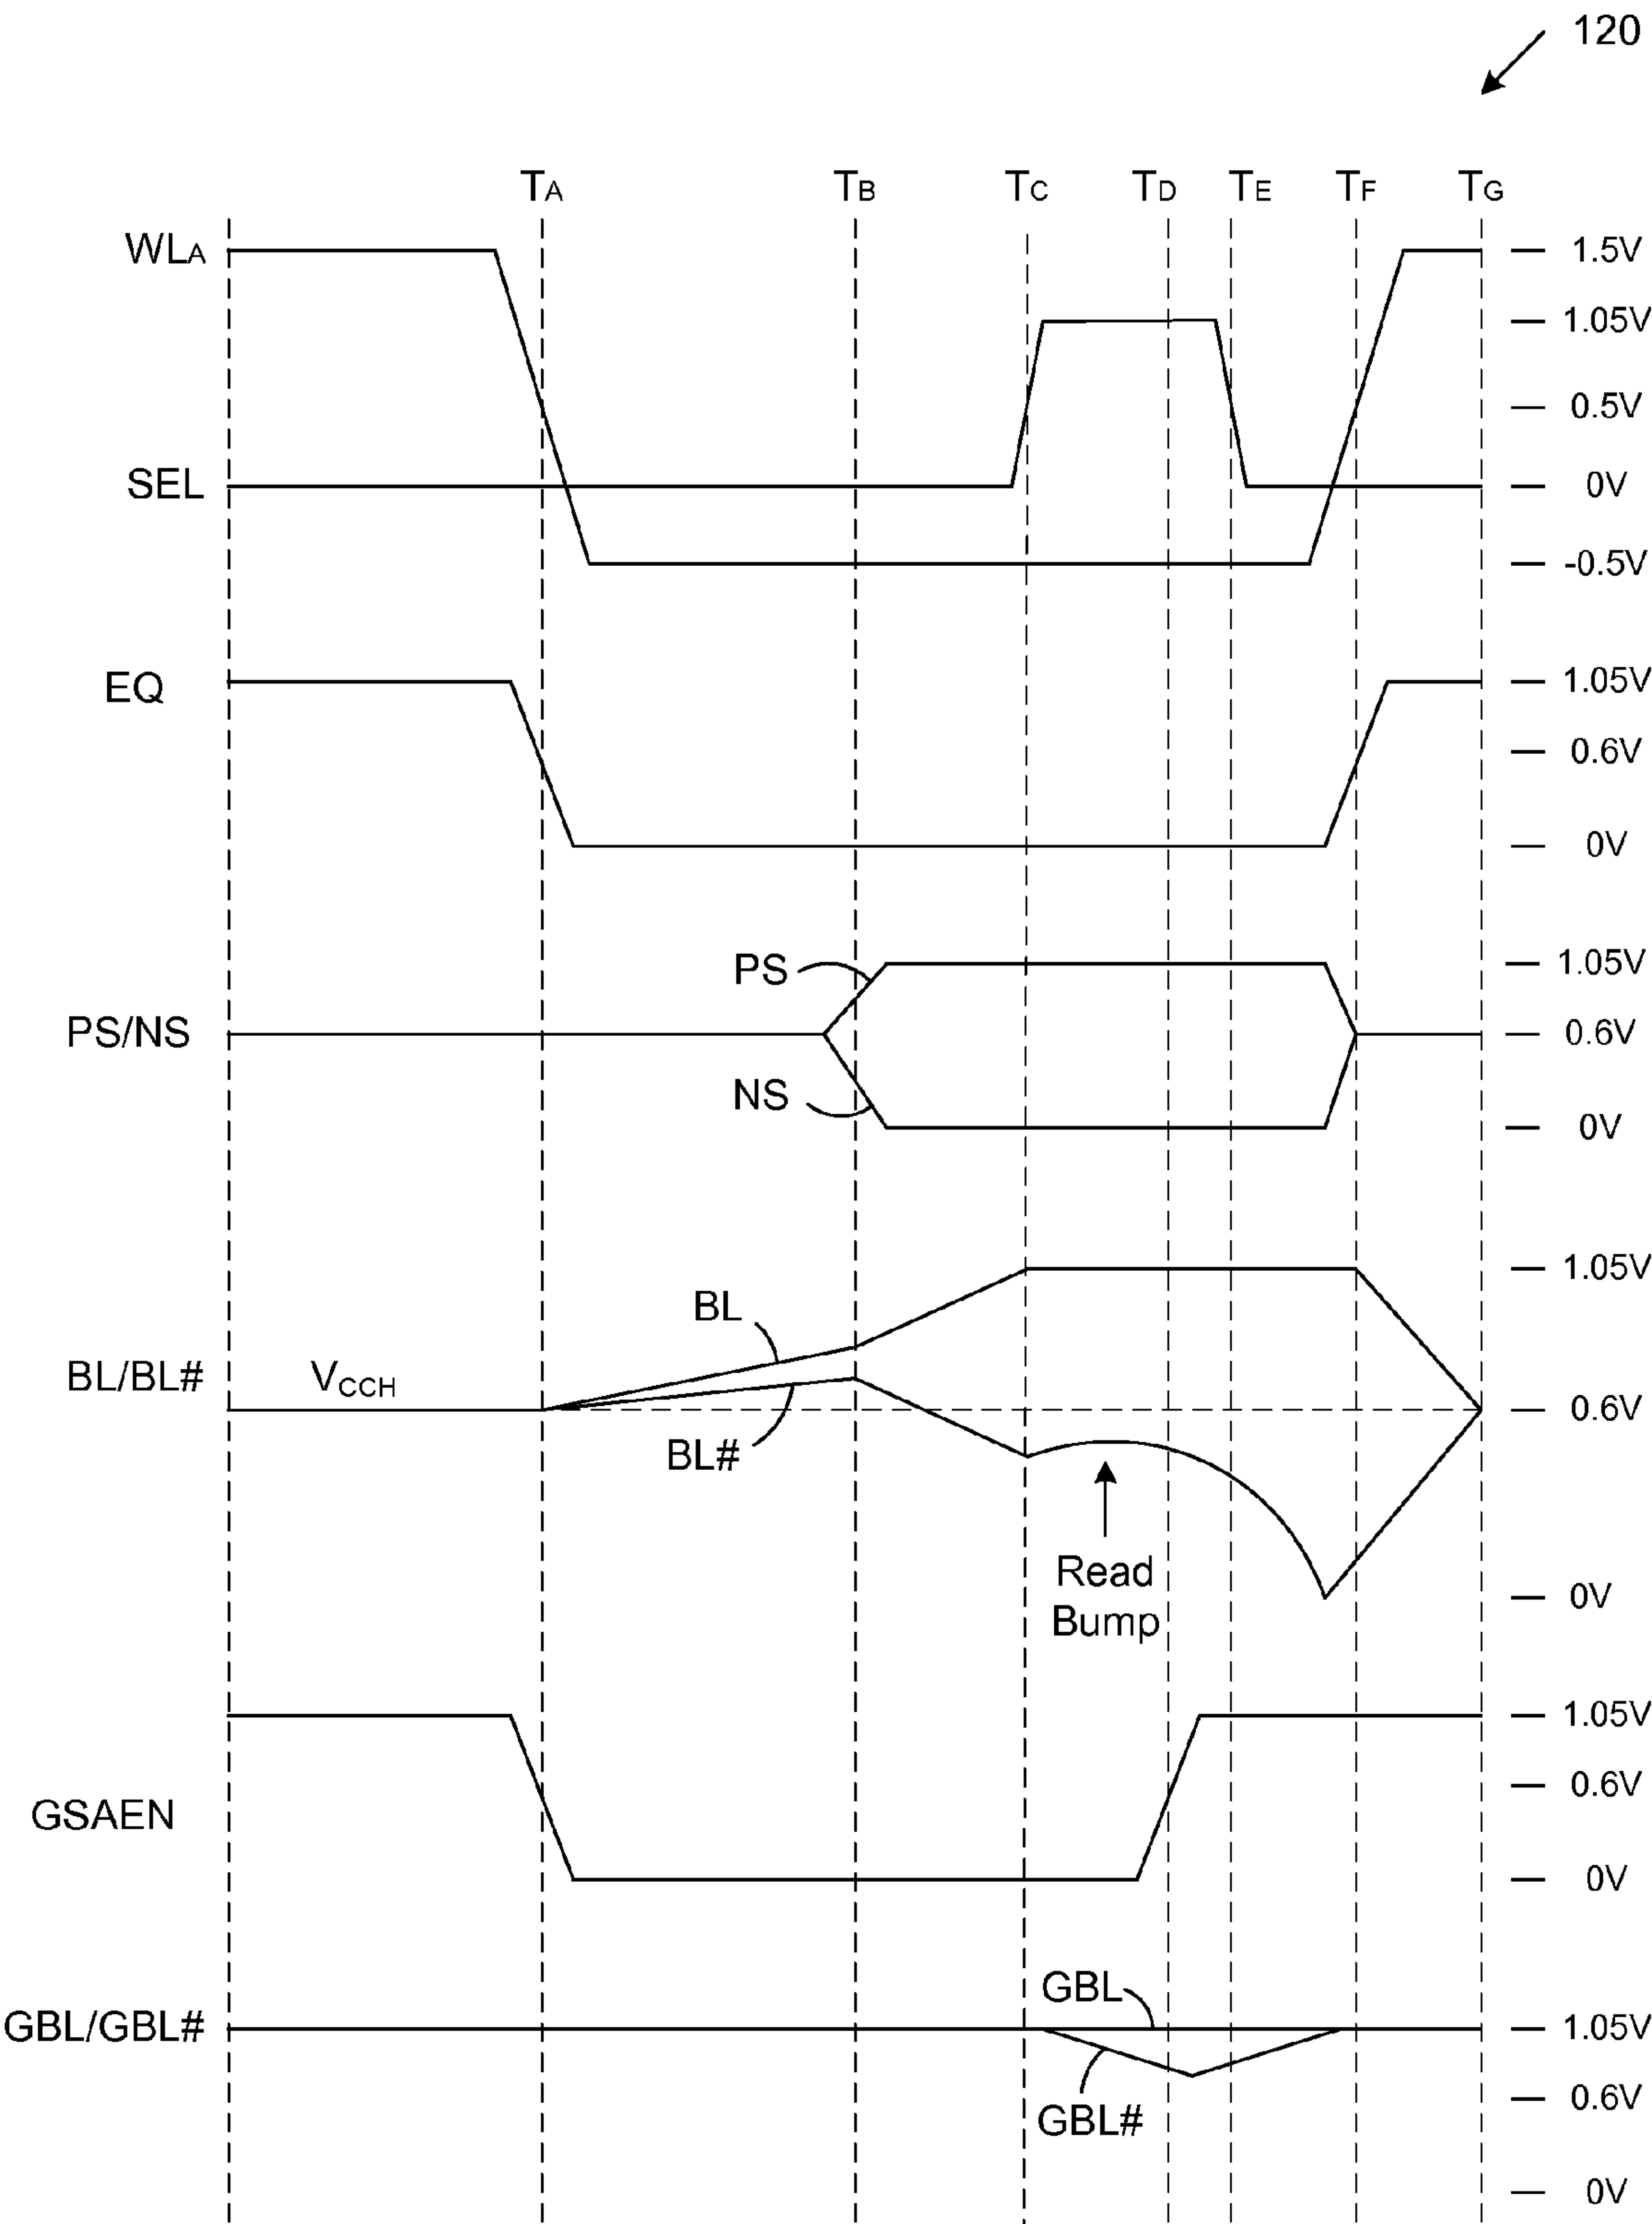 120
TA TB TC TD TE TF TG
WLA 1.5V
1.05V
0.5V
SEL 0V
-0.5V
EQ 1.05V
0.6V
0V
PS 1.05V
PS/NS 0.6V
NS 0V
1.05V
BL
BL/BL# VCCH 0.6V
BL#
Read
Bump
0V
1.05V
0.6V
GSAEN
0V
GBL
GBL/GBL# 1.05V
0.6V
GBL#
0V